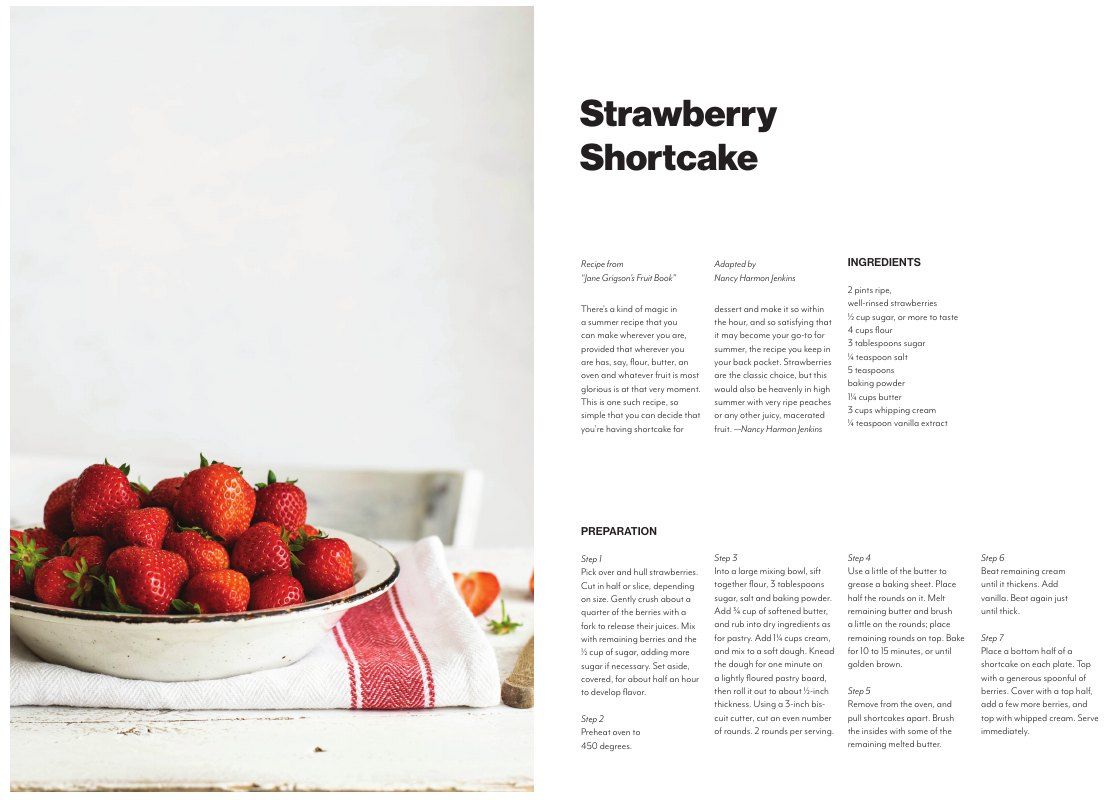 Strawberry
Shortcake
Recipe from
"Jane Grigson's Fruit Book"
There's a kind of magic in
a summer recipe that you
can make wherever you are,
provided that wherever you
are has, say, flour, butter, an
oven and whatever fruit is most
glorious is at that very moment.
This is one such recipe, so
simple that you can decide that
you're having shortcake for
Adapted by
Nancy Harmon Jenkins
dessert and make it so within
the hour, and so satisfying that
it may become your go-to for
summer, the recipe you keep in
your back pocket. Strawberries
are the classic choice, but this
would also be heavenly in high
summer with very ripe peaches
or any other juicy, macerated
fruit. —Nancy Harmon Jenkins
INGREDIENTS
2 pints ripe,
well-rinsed strawberries
½ cup sugar, or more to taste
4 cups flour
3 tablespoons sugar
¼ teaspoon salt
5 teaspoons
baking powder
1¼ cups butter
3 cups whipping cream
¼ teaspoon vanilla extract
PREPARATION
Step 1
Pick over and hull strawberries.
Cut in half or slice, depending
on size. Gently crush about a
quarter of the berries with a
fork to release their juices. Mix
with remaining berries and the
½ cup of sugar, adding more
sugar if necessary. Set aside,
covered, for about half an hour
to develop flavor.
Step 2
Preheat oven to
450 degrees.
Step 3
Into a large mixing bowl, sift
together flour, 3 tablespoons
sugar, salt and baking powder.
Add ¾ cup of softened butter,
and rub into dry ingredients as
for pastry. Add 1¼ cups cream,
and mix to a soft dough. Knead
the dough for one minute on
a lightly floured pastry board,
then roll it out to about ½-inch
thickness. Using a 3-inch bis-
cuit cutter, cut an even number
of rounds. 2 rounds per serving.
Step 4
Use a little of the butter to
grease a baking sheet. Place
half the rounds on it. Melt
remaining butter and brush
a little on the rounds; place
remaining rounds on top. Bake
for 10 to 15 minutes, or until
golden brown.
Step 5
Remove from the oven, and
pull shortcakes apart. Brush
the insides with some of the
remaining melted butter.
Step 6
Beat remaining cream
until it thickens. Add
vanilla. Beat again just
until thick.
Step 7
Place a bottom half of a
shortcake on each plate. Top
with a generous spoonful of
berries. Cover with a top half,
add a few more berries, and
top with whipped cream. Serve
immediately.